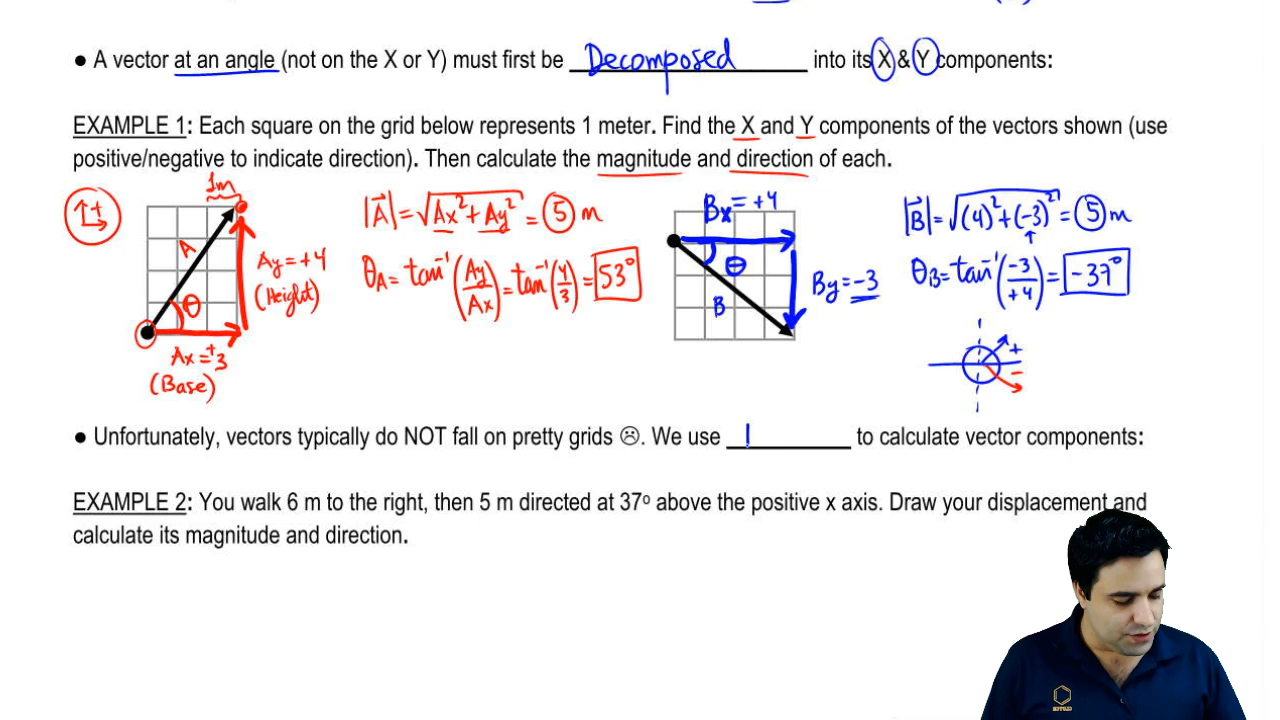 ● A vector at an angle (not on the X or Y) must first be Decomposed into its X & Y components:
EXAMPLE 1: Each square on the grid below represents 1 meter. Find the X and Y components of the vectors shown (use
positive/negative to indicate direction). Then calculate the magnitude and direction of each.
+
1m
A
θ
Ay = +4
(Height)
Ax = +3
(Base)
|A⃗| = √(Ax² + Ay²) = 5 m
θA = tan⁻¹(Ay/Ax) = tan⁻¹(4/3) = 53°
Bx = +4
θ
B
By = -3
|B⃗| = √((4)² + (-3)²) = 5 m
θB = tan⁻¹(-3/+4) = -37°
+
-
● Unfortunately, vectors typically do NOT fall on pretty grids ☹. We use ________ to calculate vector components:
EXAMPLE 2: You walk 6 m to the right, then 5 m directed at 37º above the positive x axis. Draw your displacement and
calculate its magnitude and direction.